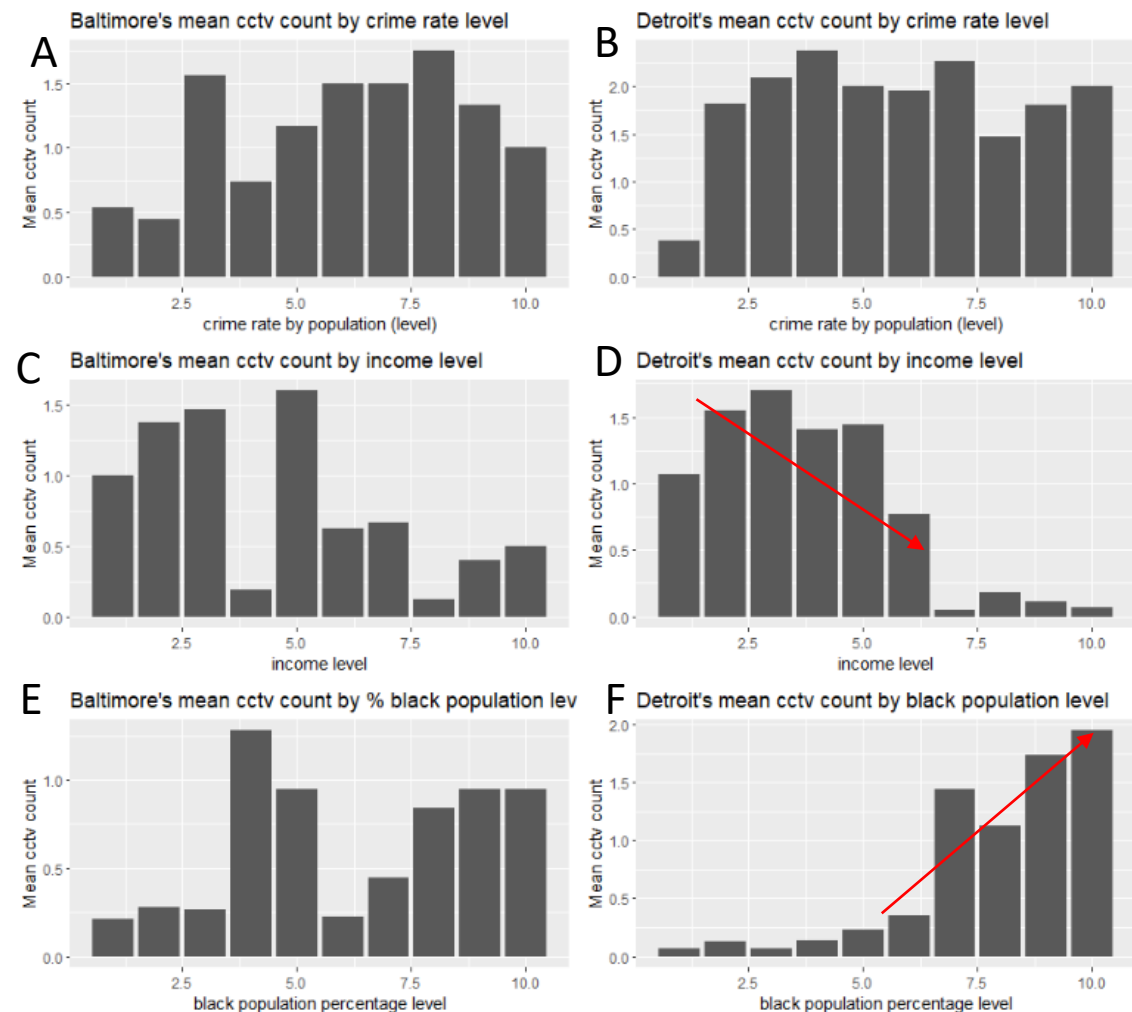 A
Baltimore's mean cctv count by crime rate level
Mean cctv count
1.5
1.0
0.5
0.0
2.5 5.0 7.5 10.0
crime rate by population (level)
B
Detroit's mean cctv count by crime rate level
Mean cctv count
2.0
1.5
1.0
0.5
0.0
2.5 5.0 7.5 10.0
crime rate by population (level)
C
Baltimore's mean cctv count by income level
Mean cctv count
1.5
1.0
0.5
0.0
2.5 5.0 7.5 10.0
income level
D
Detroit's mean cctv count by income level
Mean cctv count
1.5
1.0
0.5
0.0
2.5 5.0 7.5 10.0
income level
E
Baltimore's mean cctv count by % black population lev
Mean cctv count
1.0
0.5
0.0
2.5 5.0 7.5 10.0
black population percentage level
F
Detroit's mean cctv count by black population level
Mean cctv count
2.0
1.5
1.0
0.5
0.0
2.5 5.0 7.5 10.0
black population percentage level